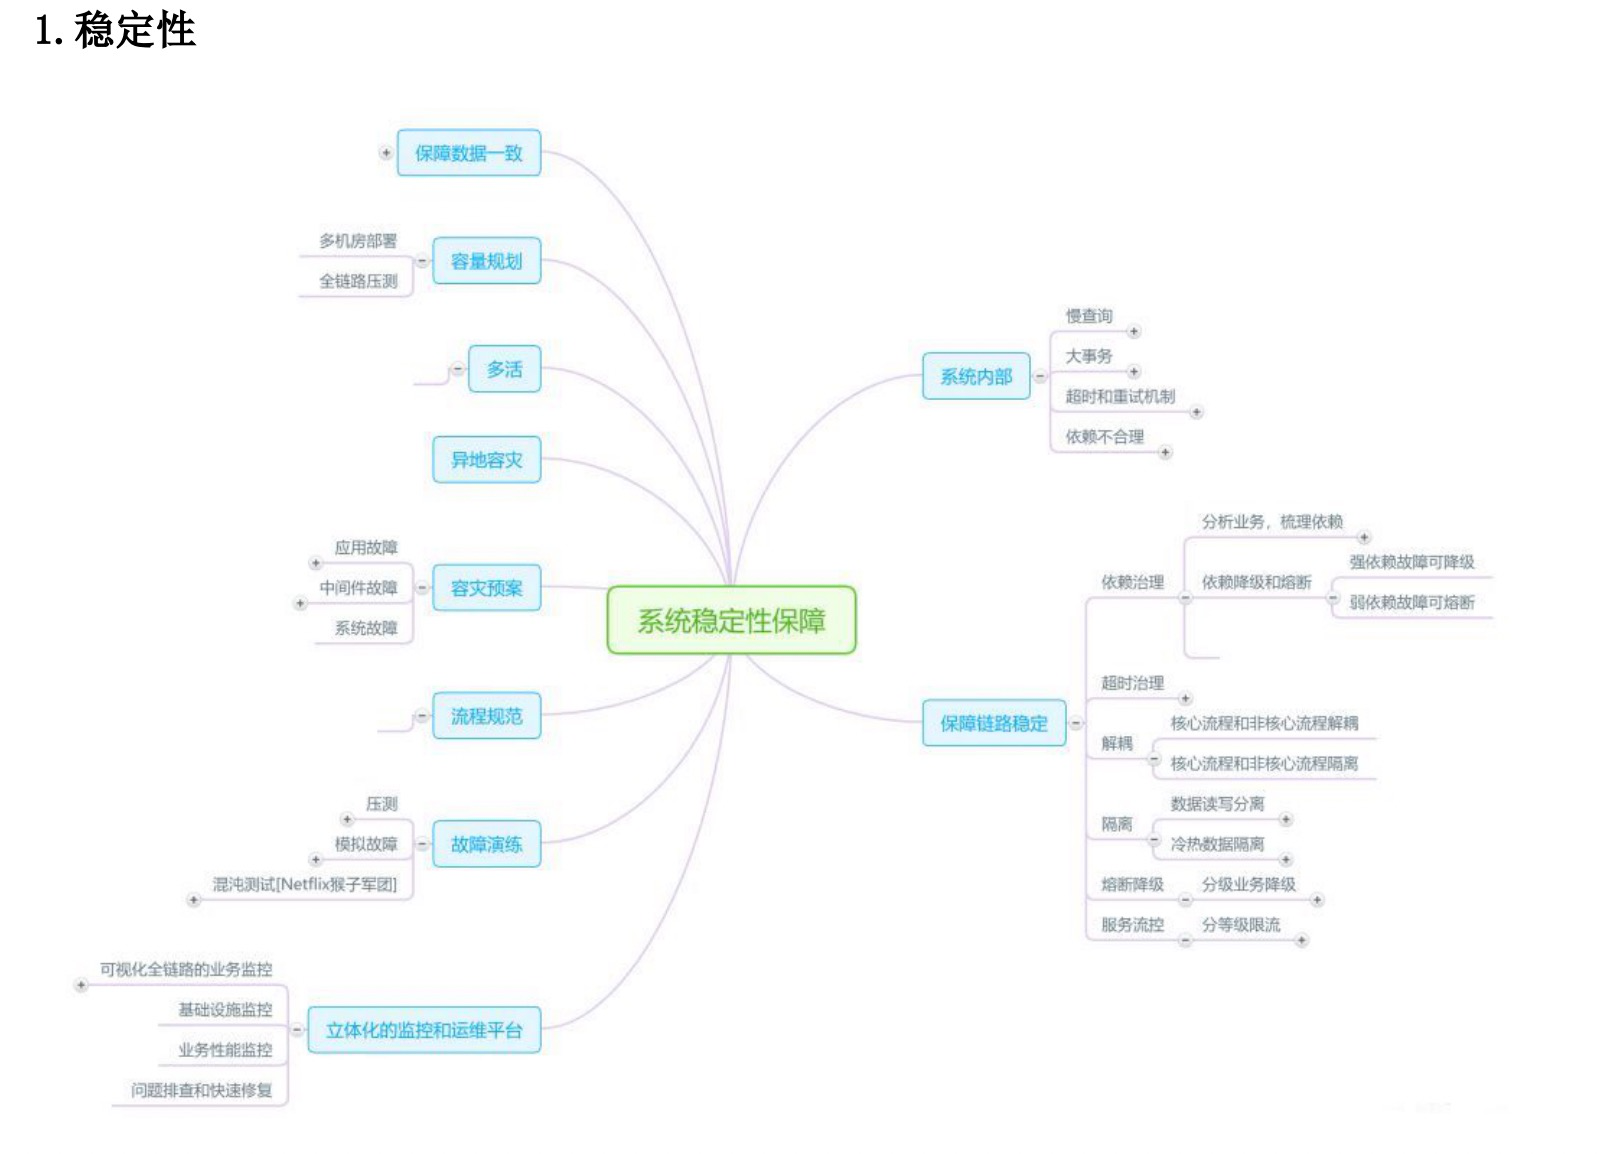 1.稳定性
保障数据一致
容量规划
多机房部署
全链路压测
多活
异地容灾
容灾预案
应用故障
中间件故障
系统故障
流程规范
故障演练
压测
模拟故障
混沌测试[Netflix猴子军团]
立体化的监控和运维平台
可视化全链路的业务监控
基础设施监控
业务性能监控
问题排查和快速修复
系统稳定性保障
系统内部
慢查询
大事务
超时和重试机制
依赖不合理
保障链路稳定
依赖治理
分析业务，梳理依赖
依赖降级和熔断
强依赖故障可降级
弱依赖故障可熔断
超时治理
解耦
核心流程和非核心流程解耦
核心流程和非核心流程隔离
隔离
数据读写分离
冷热数据隔离
熔断降级
分级业务降级
服务流控
分等级限流